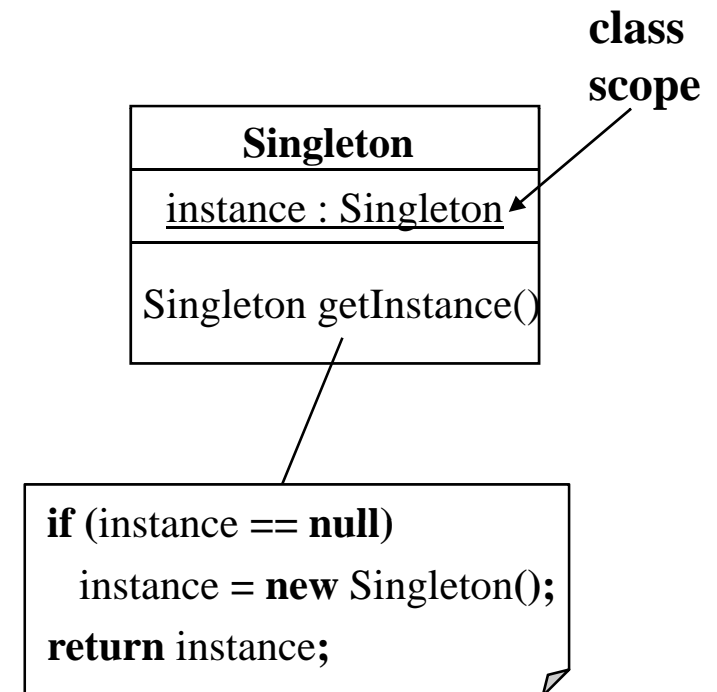 class
scope
Singleton
instance : Singleton
Singleton getInstance()
if (instance == null)
instance = new Singleton();
return instance;